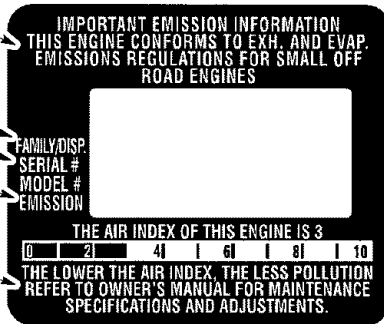 IMPORTANT EMISSION INFORMATION
THIS ENGINE CONFORMS TO EXH. AND EVAP.
EMISSIONS REGULATIONS FOR SMALL OFF
ROAD ENGINES
FAMILY/DISP.
SERIAL #
MODEL #
EMISSION
THE AIR INDEX OF THIS ENGINE IS 3
0 2 4 6 8 10
THE LOWER THE AIR INDEX, THE LESS POLLUTION
REFER TO OWNER'S MANUAL FOR MAINTENANCE
SPECIFICATIONS AND ADJUSTMENTS.